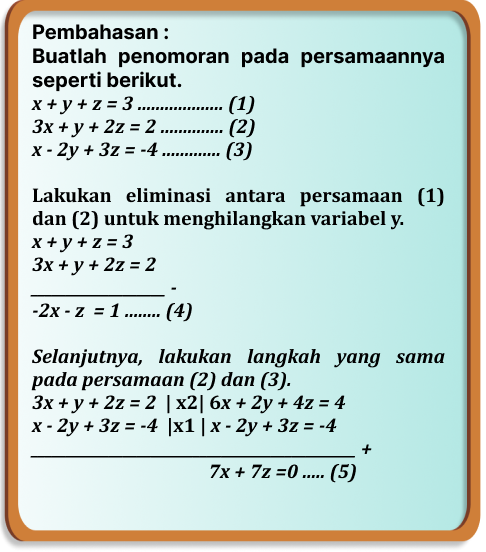 Pembahasan :
Buatlah penomoran pada persamaannya
seperti berikut.
x + y + z = 3 ................... (1)
3x + y + 2z = 2 .............. (2)
x - 2y + 3z = -4 ............. (3)
Lakukan eliminasi antara persamaan (1)
dan (2) untuk menghilangkan variabel y.
x + y + z = 3
3x + y + 2z = 2
_______________ -
-2x - z = 1 ........ (4)
Selanjutnya, lakukan langkah yang sama
pada persamaan (2) dan (3).
3x + y + 2z = 2 | x2| 6x + 2y + 4z = 4
x - 2y + 3z = -4 |x1 | x - 2y + 3z = -4
____________________________________ +
7x + 7z =0 ..... (5)